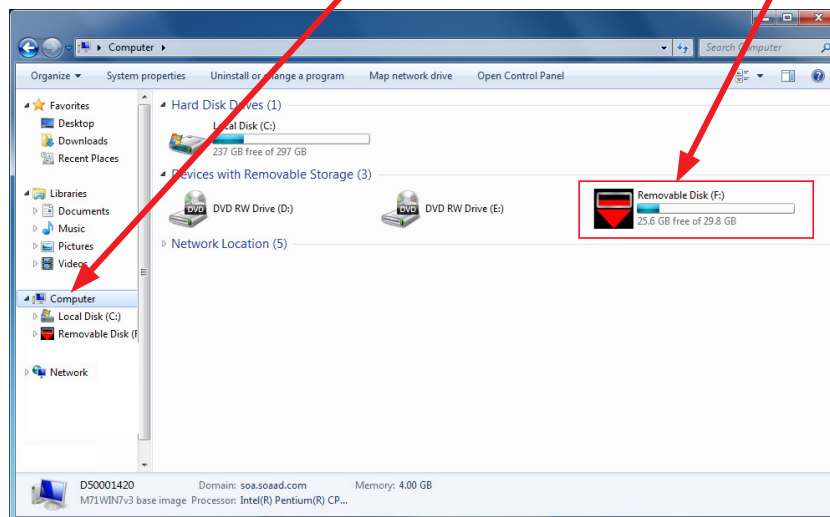 Computer
Search Computer
Organize
System properties
Uninstall or change a program
Map network drive
Open Control Panel
Favorites
Desktop
Downloads
Recent Places
Libraries
Documents
Music
Pictures
Videos
Computer
Local Disk (C:)
Removable Disk (F
Network
Hard Disk Drives (1)
Local Disk (C:)
237 GB free of 297 GB
Devices with Removable Storage (3)
DVD RW Drive (D:)
DVD RW Drive (E:)
Removable Disk (F:)
25.6 GB free of 29.8 GB
Network Location (5)
D50001420 Domain: soa.soaad.com Memory: 4.00 GB
M71WIN7v3 base image Processor: Intel(R) Pentium(R) CP...